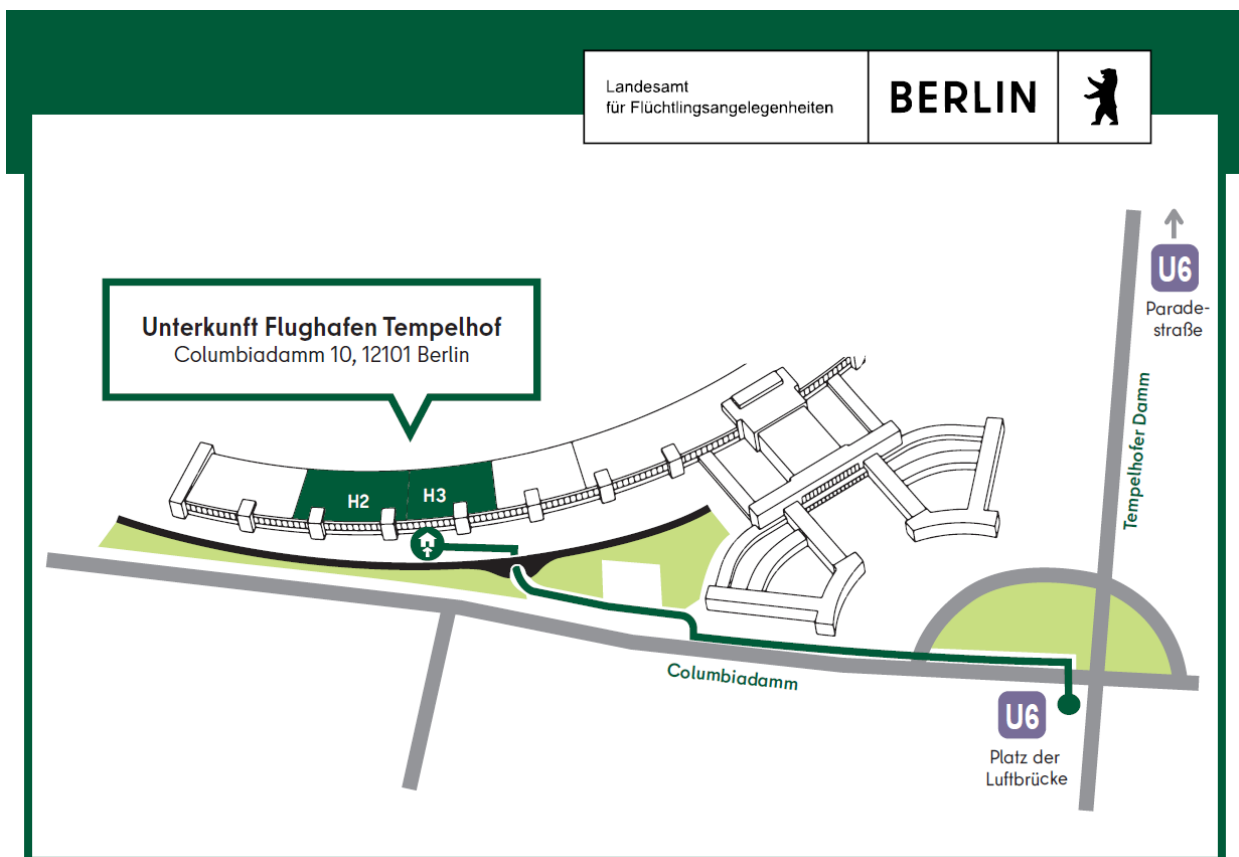 Landesamt
für Flüchtlingsangelegenheiten
BERLIN
U6
Parade-
straße
Unterkunft Flughafen Tempelhof
Columbiadamm 10, 12101 Berlin
Tempelhofer Damm
H2
H3
Columbiadamm
U6
Platz der
Luftbrücke